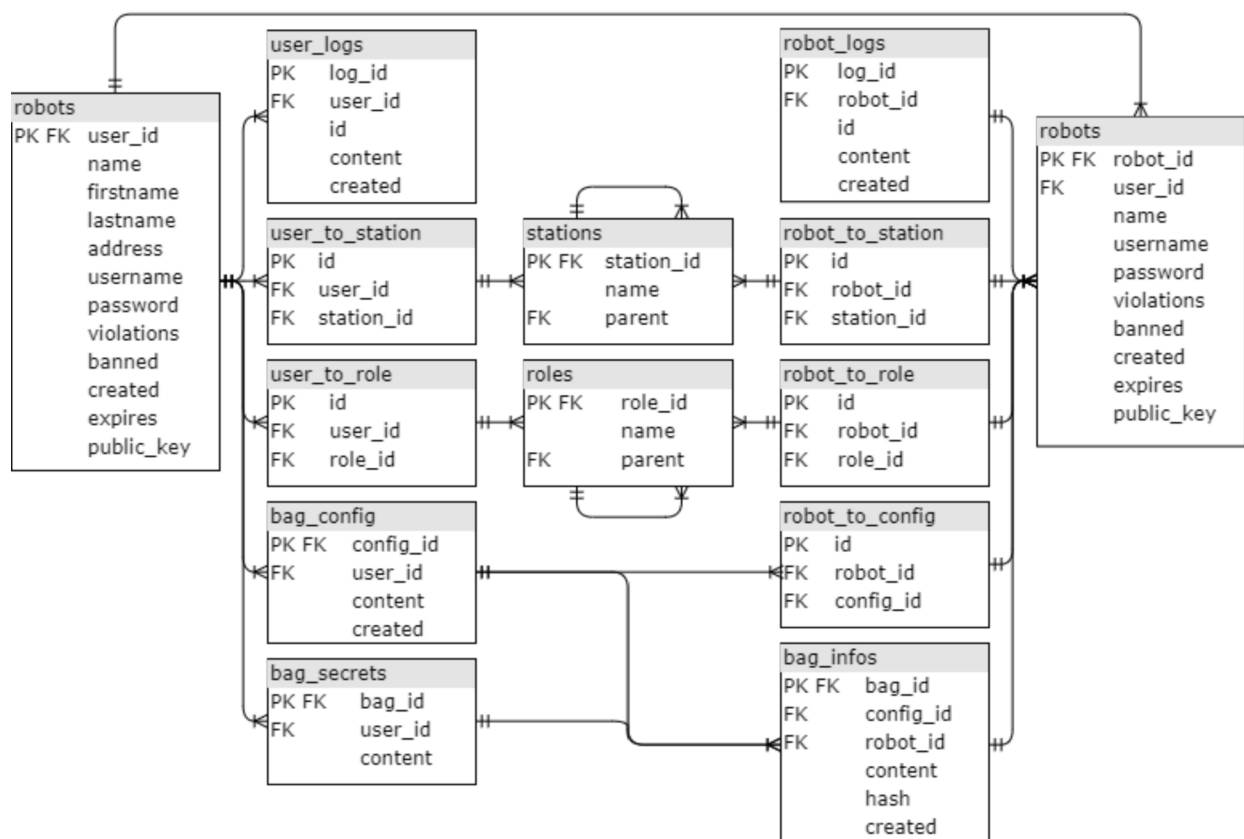 robots
PK FK user_id
name
firstname
lastname
address
username
password
violations
banned
created
expires
public_key
user_logs
PK log_id
FK user_id
id
content
created
user_to_station
PK id
FK user_id
FK station_id
user_to_role
PK id
FK user_id
FK role_id
bag_config
PK FK config_id
FK user_id
content
created
bag_secrets
PK FK bag_id
FK user_id
content
stations
PK FK station_id
name
FK parent
roles
PK FK role_id
name
FK parent
robot_logs
PK log_id
FK robot_id
id
content
created
robot_to_station
PK id
FK robot_id
FK station_id
robot_to_role
PK id
FK robot_id
FK role_id
robot_to_config
PK id
FK robot_id
FK config_id
bag_infos
PK FK bag_id
FK config_id
FK robot_id
content
hash
created
robots
PK FK robot_id
FK user_id
name
username
password
violations
banned
created
expires
public_key